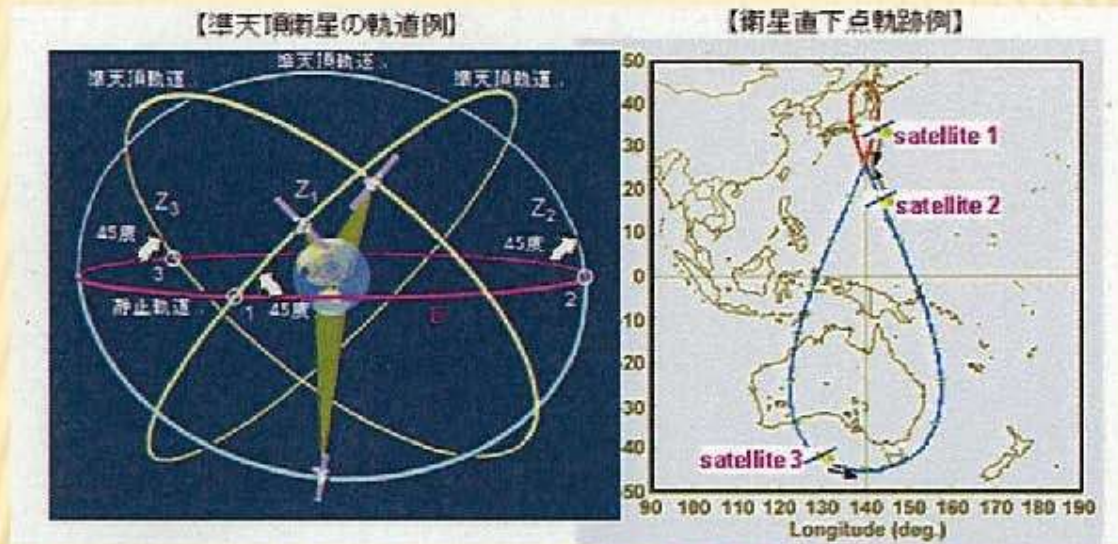 【準天頂衛星の軌道例】
準天頂軌道
準天頂軌道
準天頂軌道
Z3
Z1
Z2
45度
45度
45度
3
1
2
静止軌道
E
【衛星直下点軌跡例】
50
40
30
20
10
0
-10
-20
-30
-40
-50
satellite 1
satellite 2
satellite 3
90 100 110 120 130 140 150 160 170 180 190
Longitude (deg.)